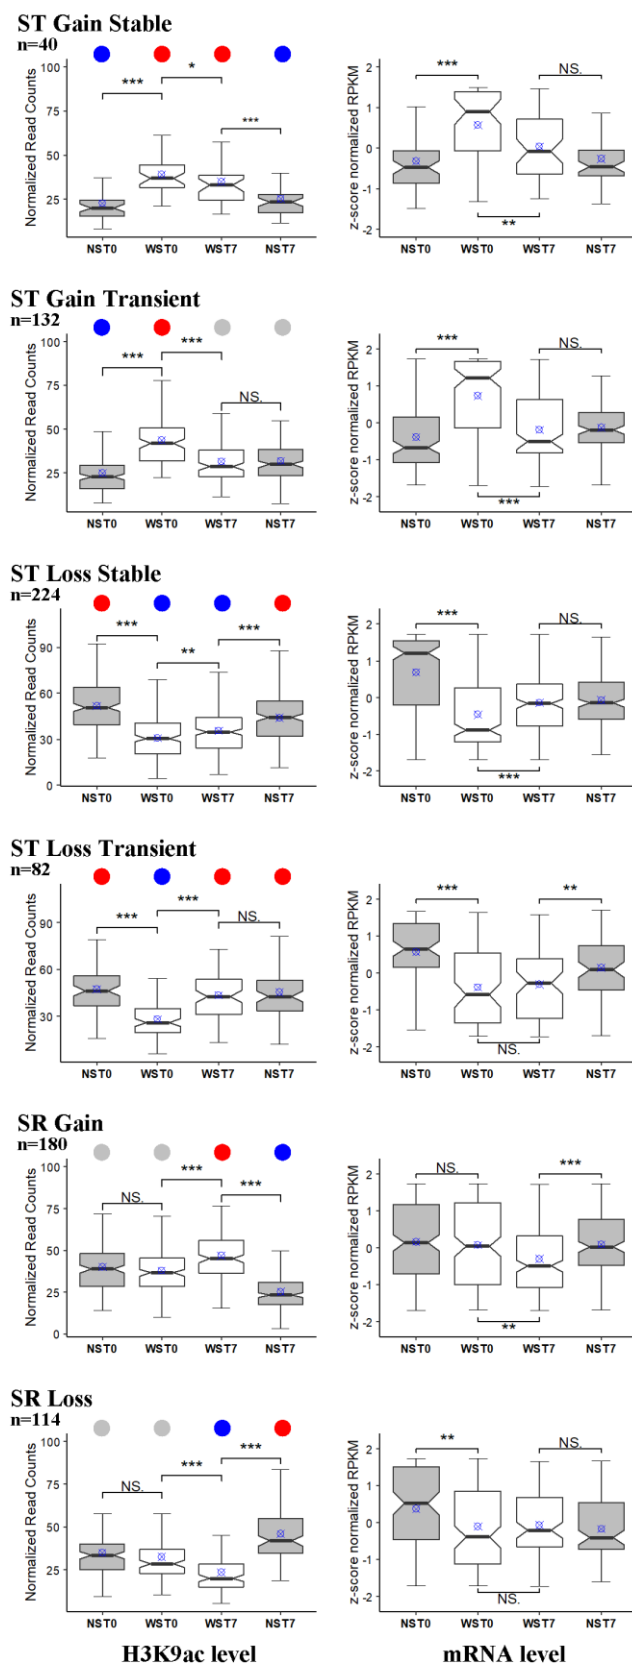 ST Gain Stable
n=40
Normalized Read Counts
100
75
50
25
*** * ***
NST0 WST0 WST7 NST7
z-score normalized RPKM
2
1
0
-1
-2
*** NS.
**
NST0 WST0 WST7 NST7
ST Gain Transient
n=132
Normalized Read Counts
100
75
50
25
*** *** NS.
NST0 WST0 WST7 NST7
z-score normalized RPKM
2
1
0
-1
-2
*** NS.
***
NST0 WST0 WST7 NST7
ST Loss Stable
n=224
Normalized Read Counts
90
60
30
0
*** ** ***
NST0 WST0 WST7 NST7
z-score normalized RPKM
2
1
0
-1
-2
*** NS.
***
NST0 WST0 WST7 NST7
ST Loss Transient
n=82
Normalized Read Counts
90
60
30
*** *** NS.
NST0 WST0 WST7 NST7
z-score normalized RPKM
2
1
0
-1
-2
*** **
NS.
NST0 WST0 WST7 NST7
SR Gain
n=180
Normalized Read Counts
100
75
50
25
0
NS. *** ***
NST0 WST0 WST7 NST7
z-score normalized RPKM
2
1
0
-1
-2
NS. ***
**
NST0 WST0 WST7 NST7
SR Loss
n=114
Normalized Read Counts
100
75
50
25
NS. *** ***
NST0 WST0 WST7 NST7
z-score normalized RPKM
2
1
0
-1
-2
** NS.
NS.
NST0 WST0 WST7 NST7
H3K9ac level
mRNA level